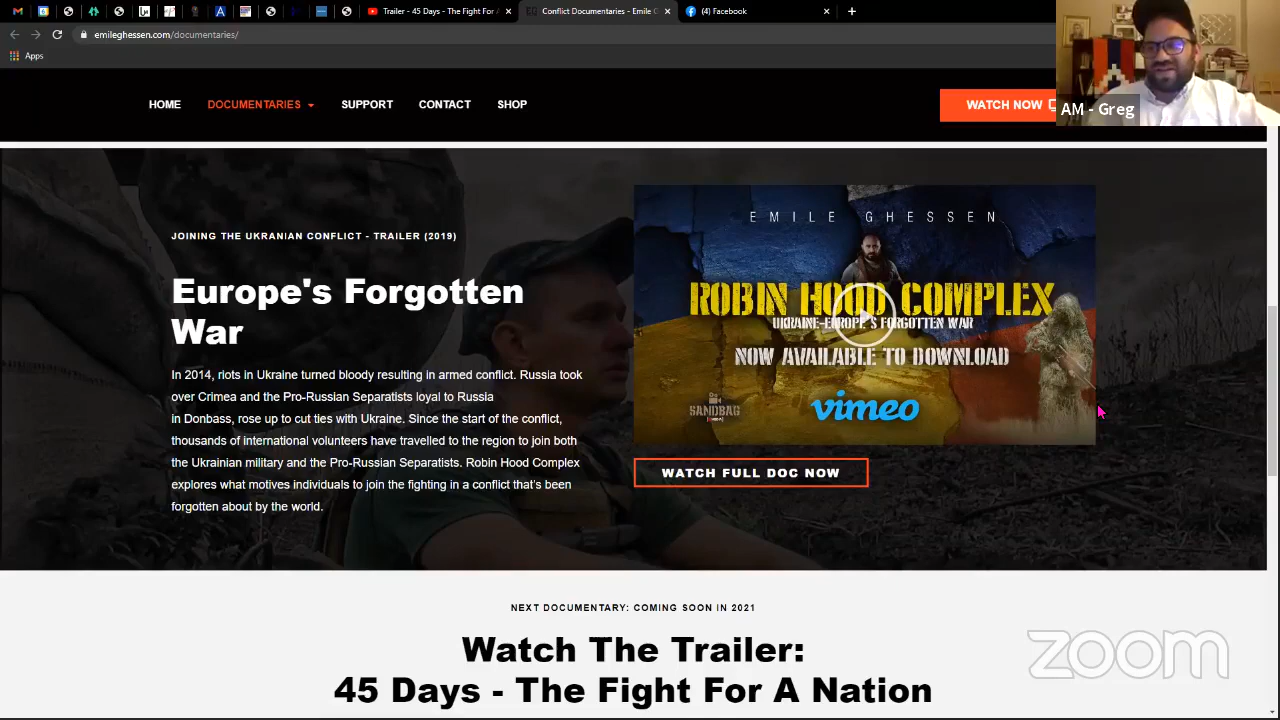 Trailer - 45 Days - The Fight For A
Conflict Documentaries - Emile G
(4) Facebook
emileghessen.com/documentaries/
Apps
HOME
DOCUMENTARIES
SUPPORT
CONTACT
SHOP
WATCH NOW
AM - Greg
JOINING THE UKRANIAN CONFLICT - TRAILER (2019)
Europe's Forgotten
War
In 2014, riots in Ukraine turned bloody resulting in armed conflict. Russia took
over Crimea and the Pro-Russian Separatists loyal to Russia
in Donbass, rose up to cut ties with Ukraine. Since the start of the conflict,
thousands of international volunteers have travelled to the region to join both
the Ukrainian military and the Pro-Russian Separatists. Robin Hood Complex
explores what motives individuals to join the fighting in a conflict that's been
forgotten about by the world.
EMILE GHESSEN
ROBIN HOOD COMPLEX
UKRAINE-EUROPE'S FORGOTTEN WAR
NOW AVAILABLE TO DOWNLOAD
SANDBAG
vimeo
WATCH FULL DOC NOW
NEXT DOCUMENTARY: COMING SOON IN 2021
Watch The Trailer:
45 Days - The Fight For A Nation
zoom